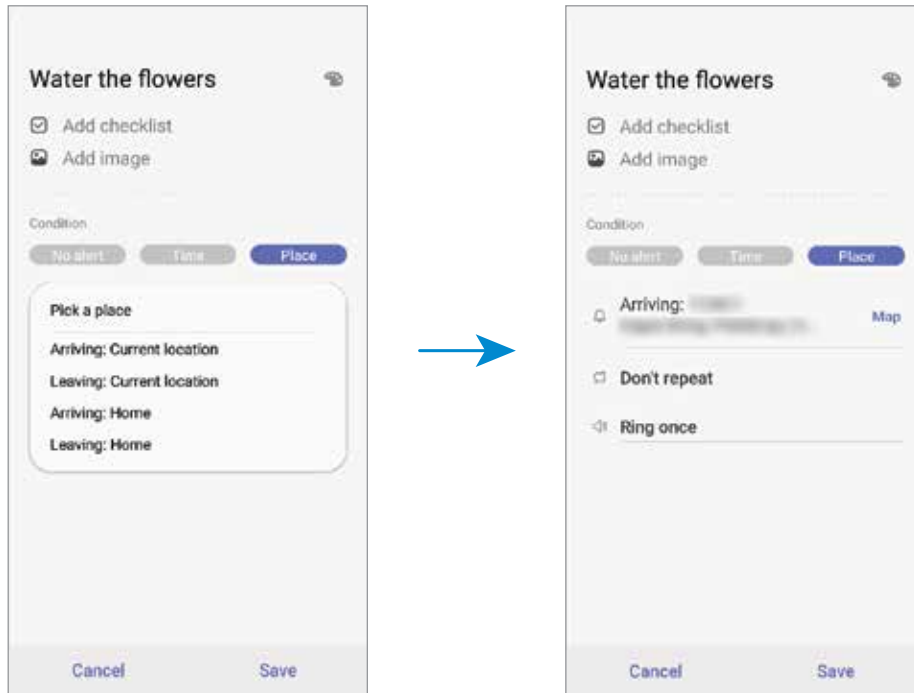 Water the flowers
Add checklist
Add image
Condition
No alert Time Place
Pick a place
Arriving: Current location
Leaving: Current location
Arriving: Home
Leaving: Home
Cancel Save
Water the flowers
Add checklist
Add image
Condition
No alert Time Place
Arriving:
Map
Don't repeat
Ring once
Cancel Save